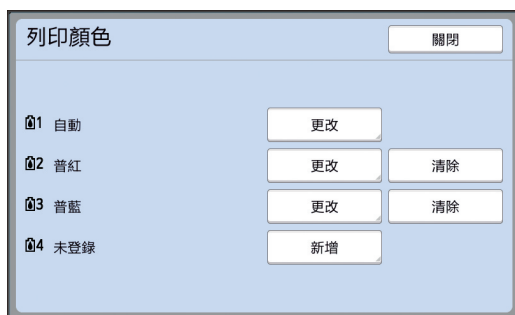 列印顏色 關閉
1 自動 更改
2 普紅 更改 清除
3 普藍 更改 清除
4 未登錄 新增